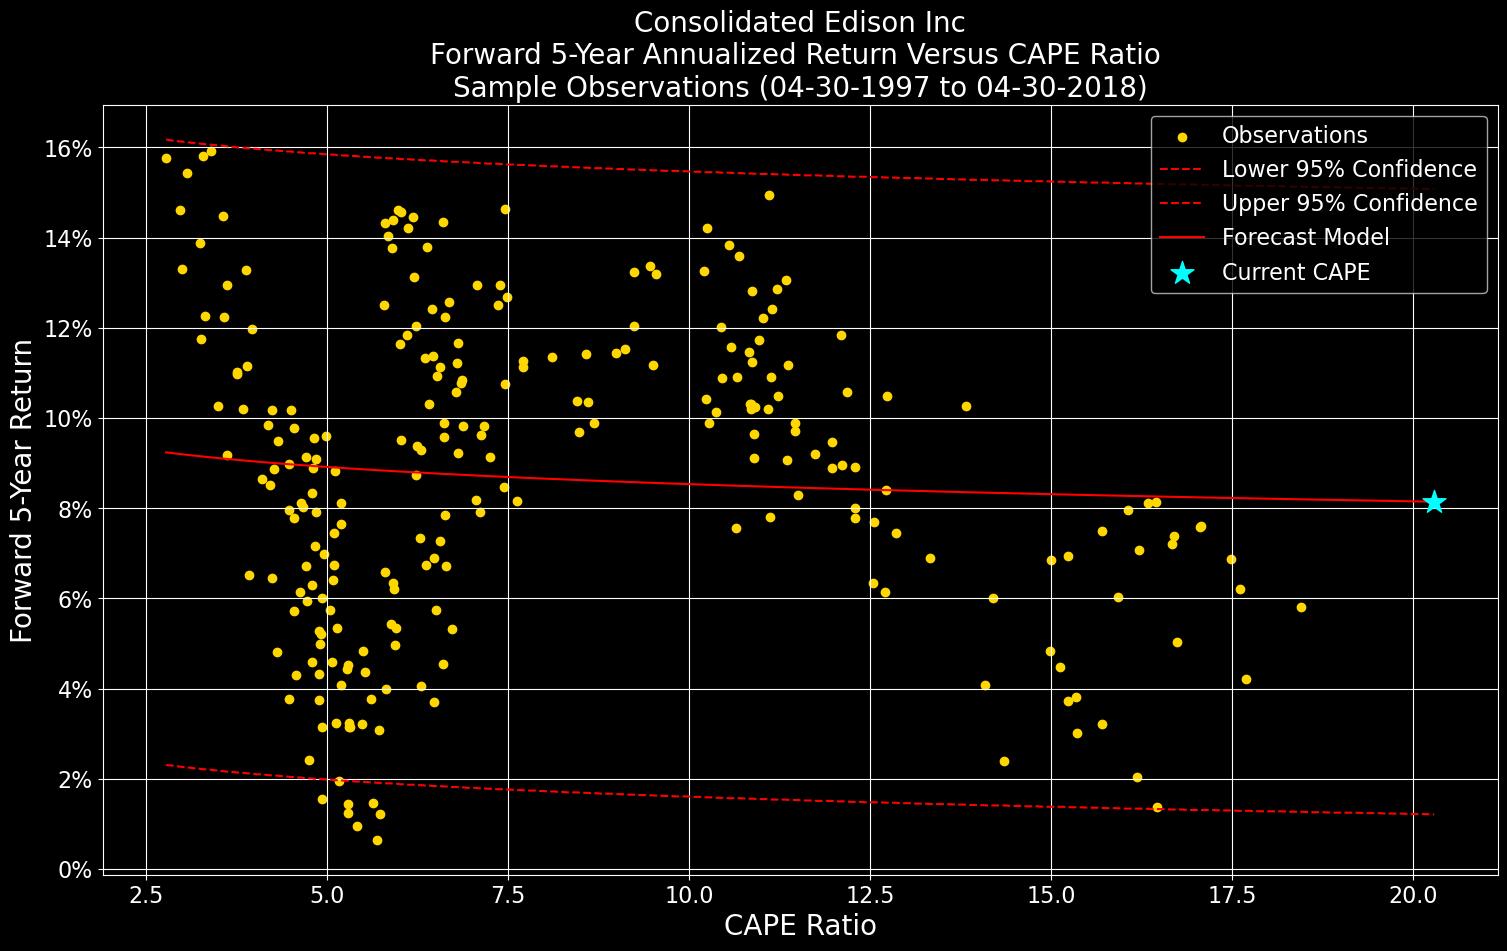 Consolidated Edison Inc
Forward 5-Year Annualized Return Versus CAPE Ratio
Sample Observations (04-30-1997 to 04-30-2018)
Observations
Lower 95% Confidence
Upper 95% Confidence
Forecast Model
Current CAPE
Forward 5-Year Return
16%
14%
12%
10%
8%
6%
4%
2%
0%
2.5 5.0 7.5 10.0 12.5 15.0 17.5 20.0
CAPE Ratio